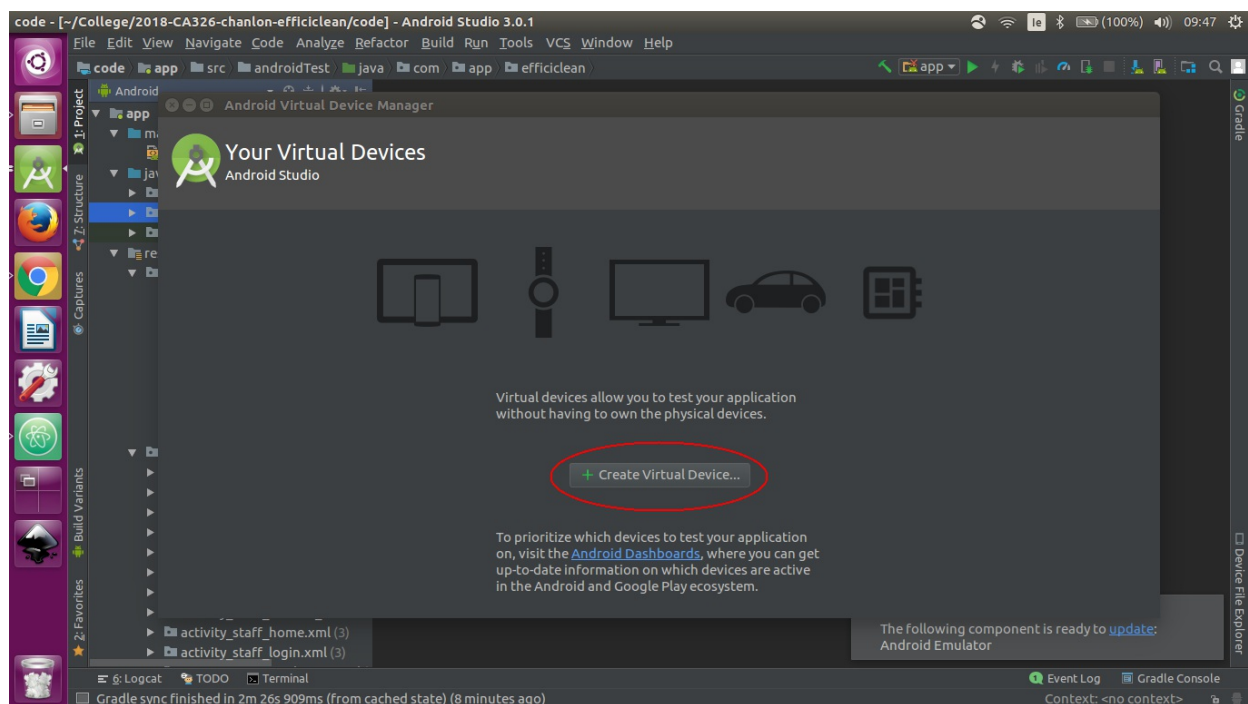 code - [~/College/2018-CA326-chanlon-efficiclean/code] - Android Studio 3.0.1
Ie
(100%)
09:47
File Edit View Navigate Code Analyze Refactor Build Run Tools VCS Window Help
code app src androidTest java com app efficiclean
app
Android
Android Virtual Device Manager
1: Project
Z: Structure
Captures
Build Variants
2: Favorites
Gradle
Device File Explorer
app
Your Virtual Devices
Android Studio
Virtual devices allow you to test your application
without having to own the physical devices.
+ Create Virtual Device...
To prioritize which devices to test your application
on, visit the Android Dashboards, where you can get
up-to-date information on which devices are active
in the Android and Google Play ecosystem.
activity_staff_home.xml (3)
activity_staff_login.xml (3)
The following component is ready to update:
Android Emulator
6: Logcat TODO Terminal
1 Event Log Gradle Console
Gradle sync finished in 2m 26s 909ms (from cached state) (8 minutes ago)
Context: <no context>